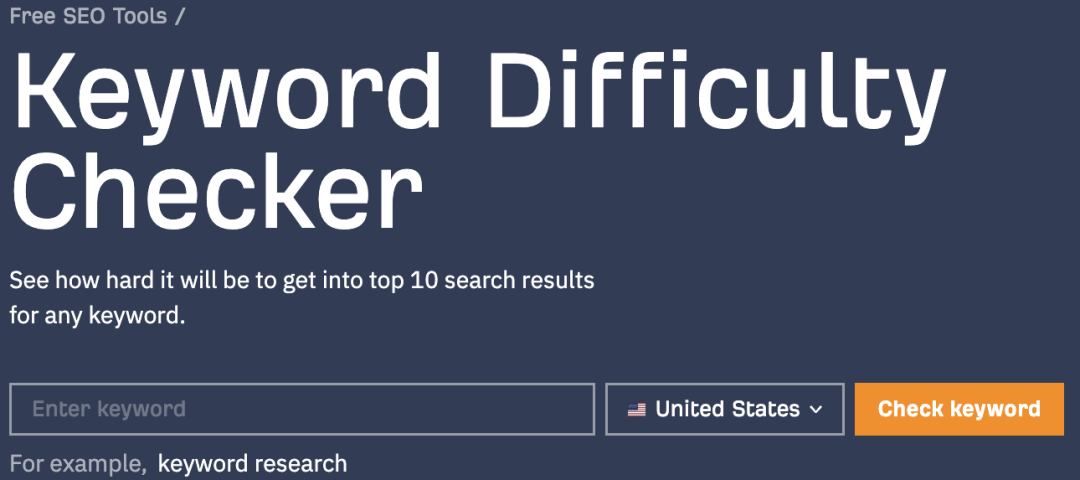 Free SEO Tools /
Keyword Difficulty
Checker
See how hard it will be to get into top 10 search results
for any keyword.
Enter keyword
United States
Check keyword
For example, keyword research